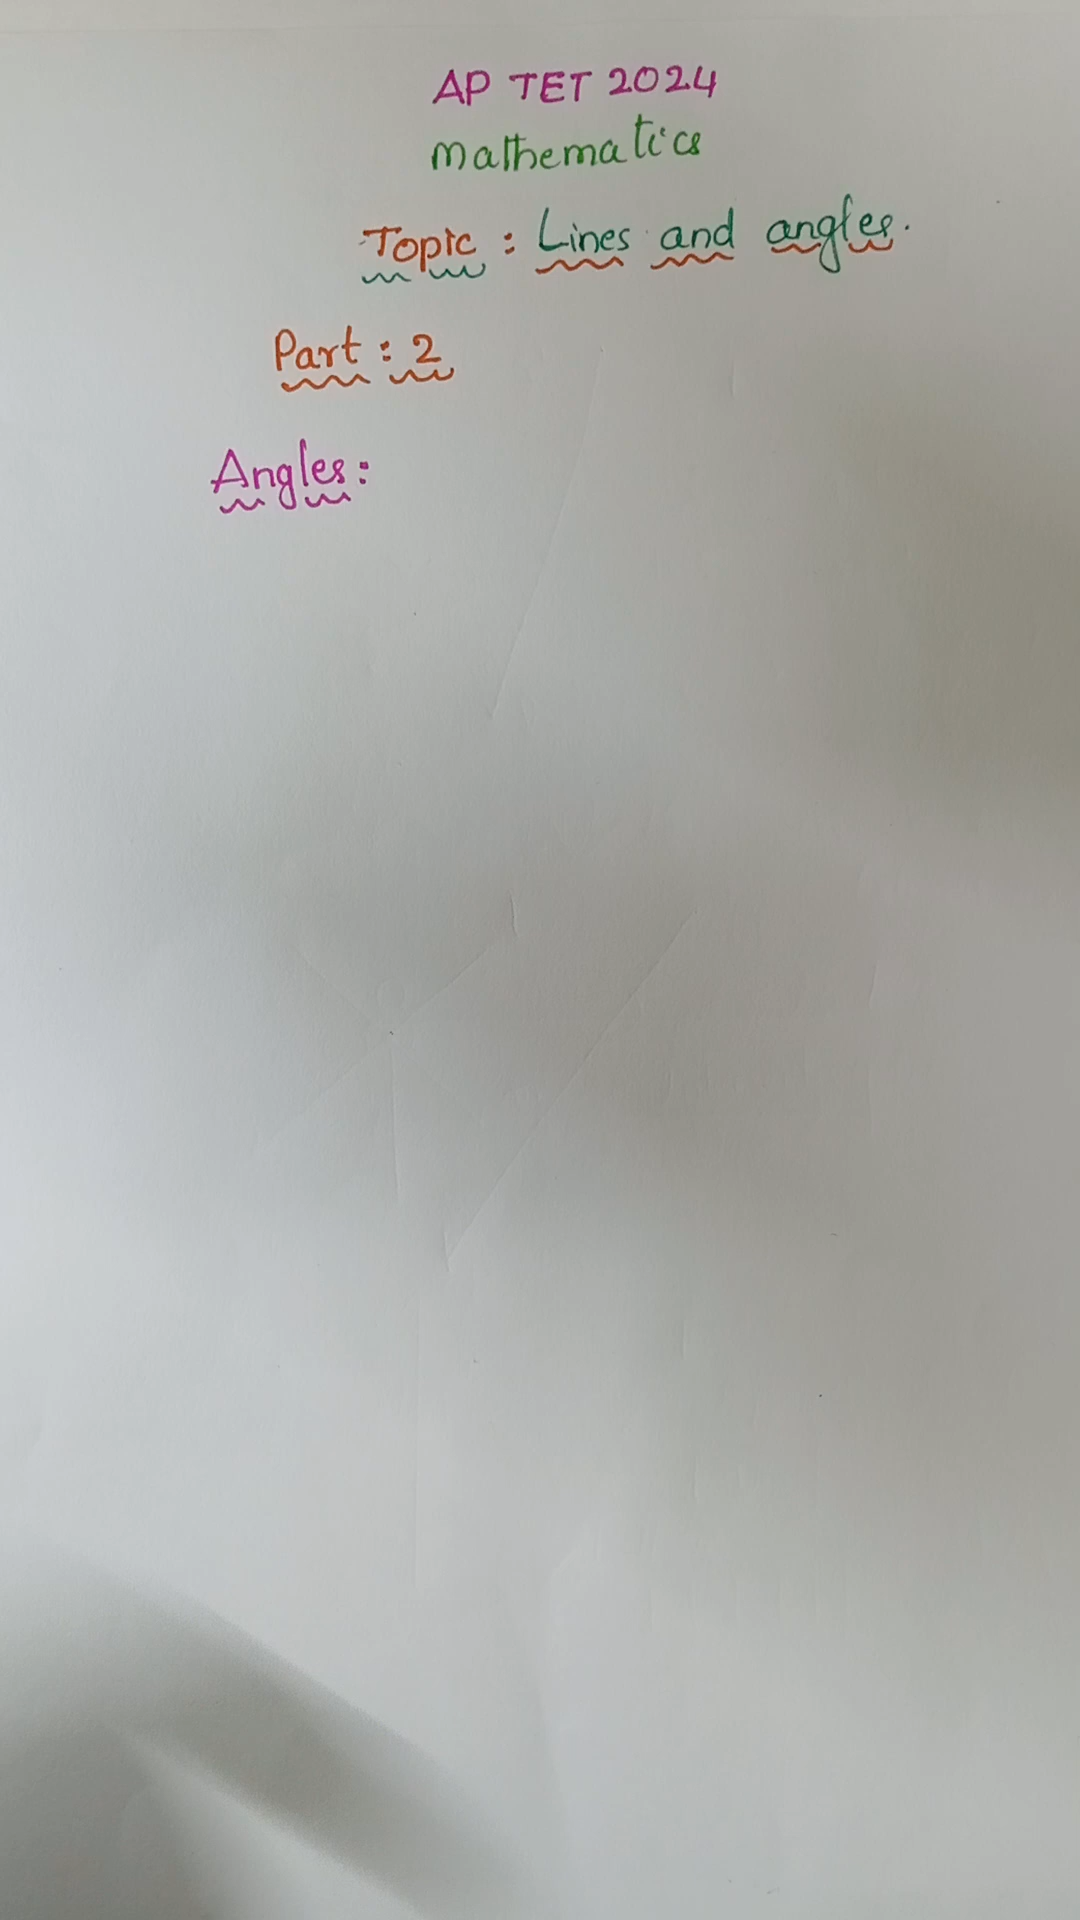 AP TET 2024
Mathematics
Topic : Lines and angles.
Part : 2
Angles: